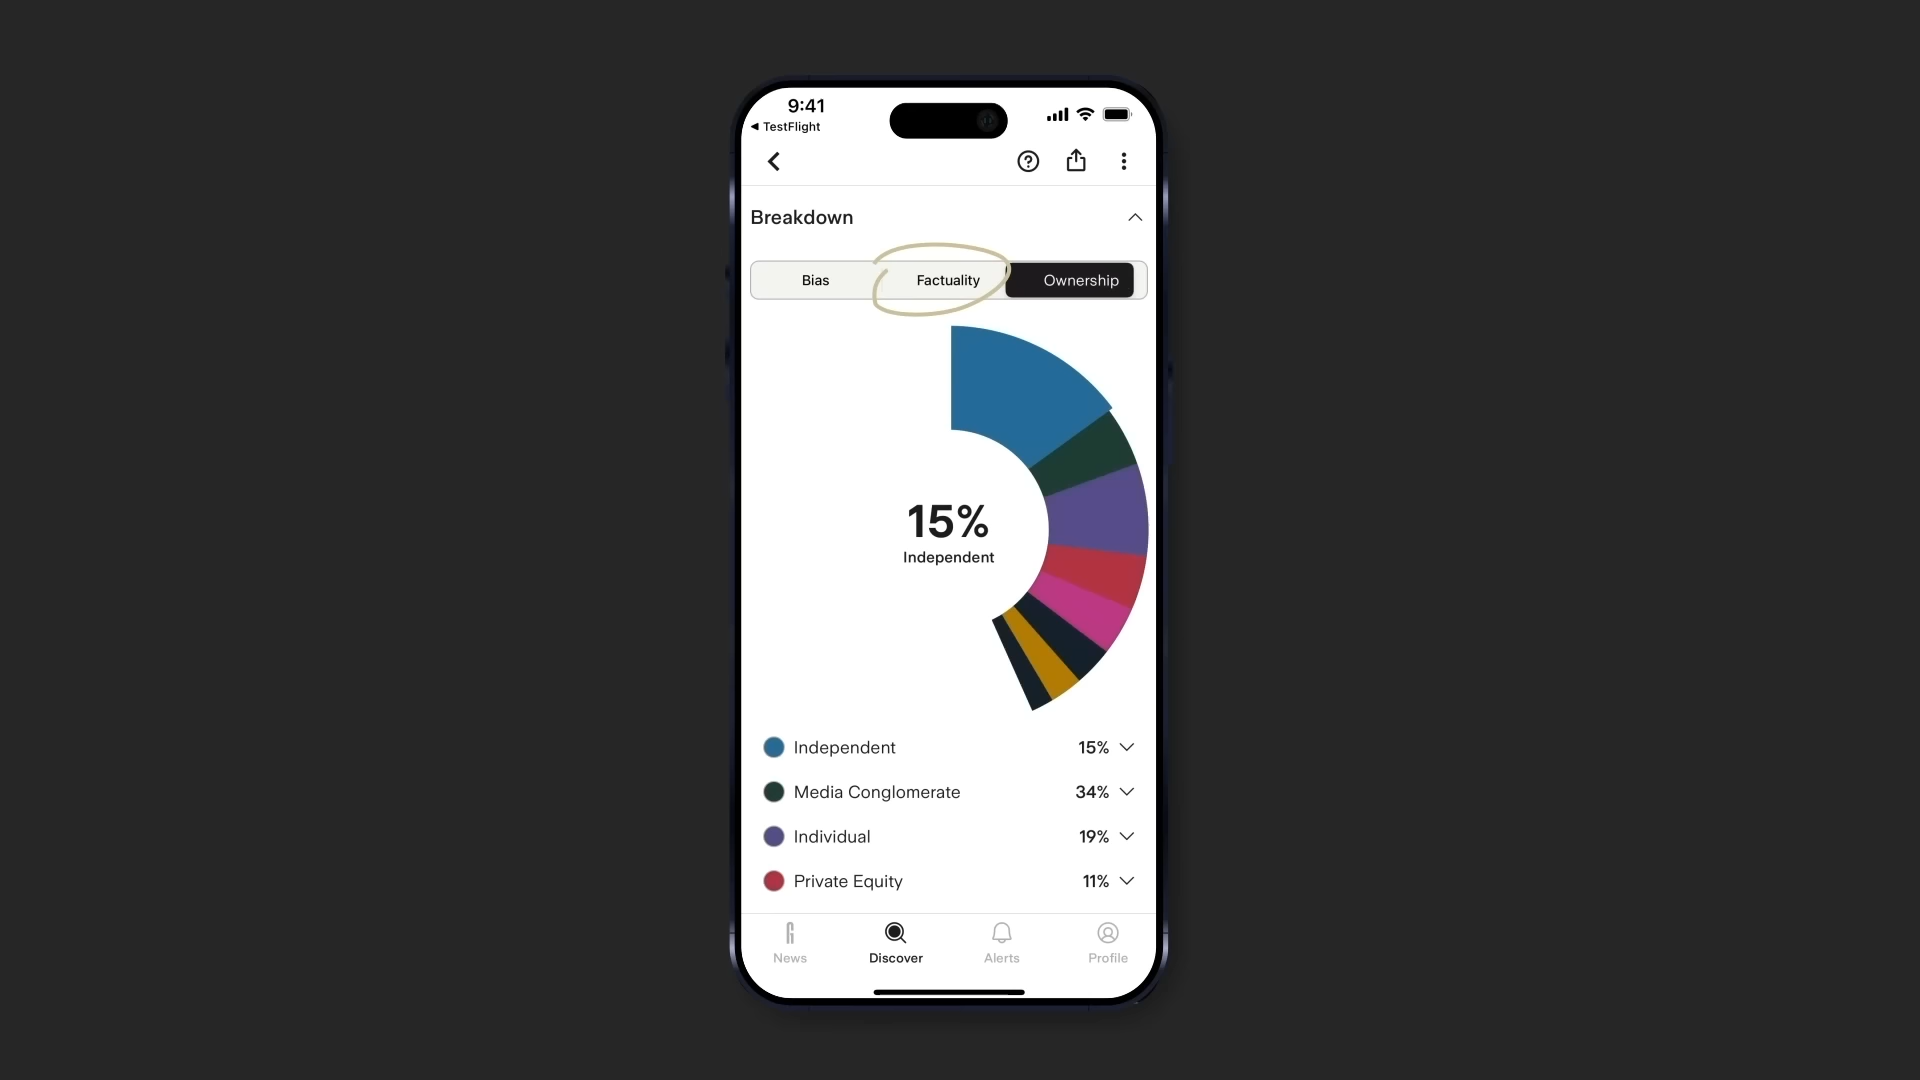 9:41
TestFlight
Breakdown
Bias Factuality Ownership
15%
Independent
Independent 15%
Media Conglomerate 34%
Individual 19%
Private Equity 11%
News Discover Alerts Profile